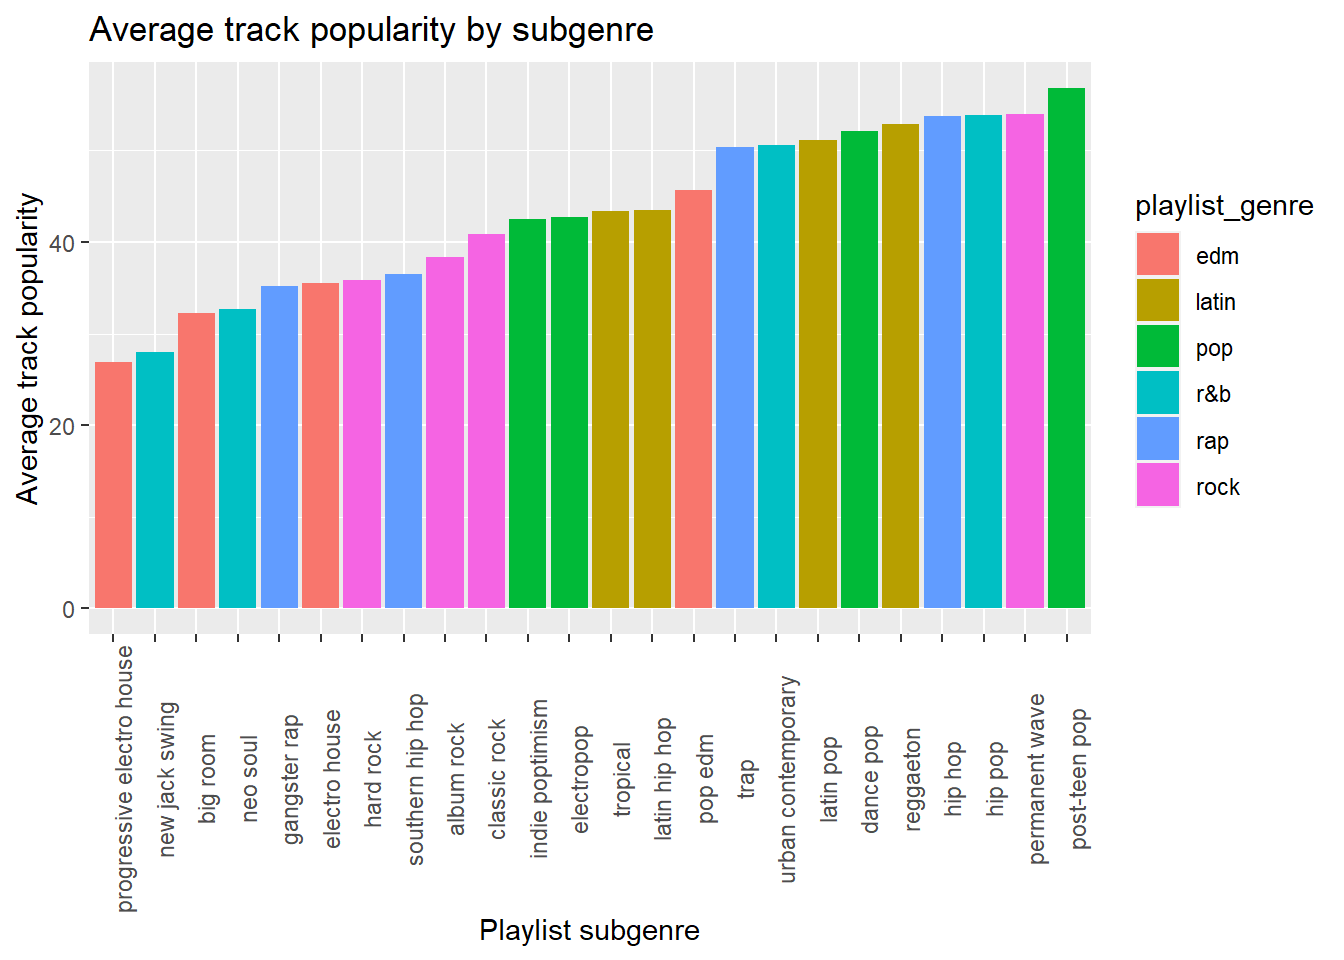 Average track popularity by subgenre
Average track popularity
40
20
0
progressive electro house
new jack swing
big room
neo soul
gangster rap
electro house
hard rock
southern hip hop
album rock
classic rock
indie poptimism
electropop
tropical
latin hip hop
pop edm
trap
urban contemporary
latin pop
dance pop
reggaeton
hip hop
hip pop
permanent wave
post-teen pop
Playlist subgenre
playlist_genre
edm
latin
pop
r&b
rap
rock